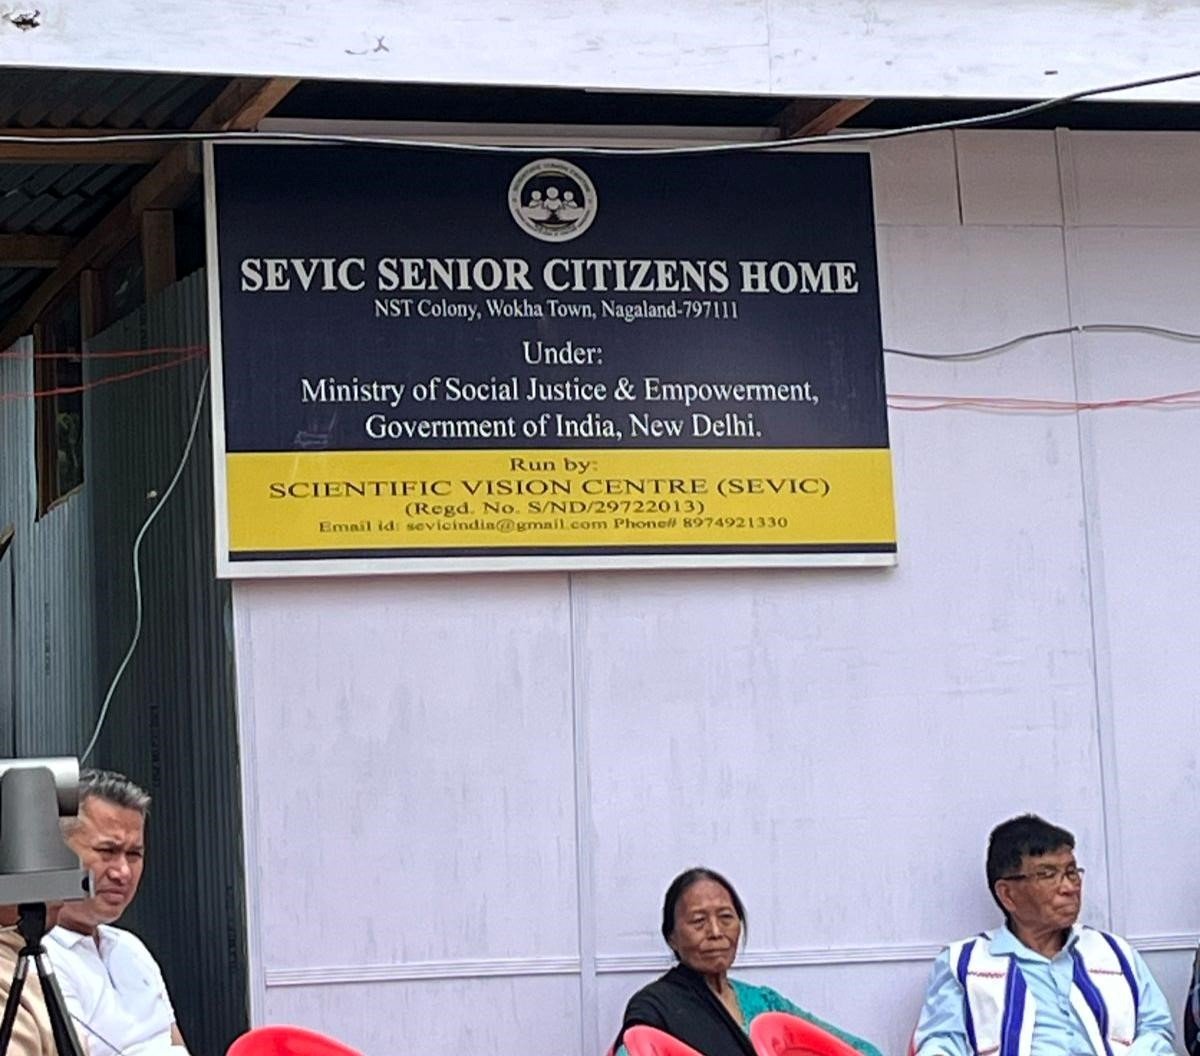 SEVIC SENIOR CITIZENS HOME
NST Colony, Wokha Town, Nagaland-797111
Under:
Ministry of Social Justice & Empowerment,
Government of India, New Delhi.
Run by:
SCIENTIFIC VISION CENTRE (SEVIC)
(Regd. No. S/ND/29722013)
Email id: sevicindia@gmail.com Phone# 8974921330